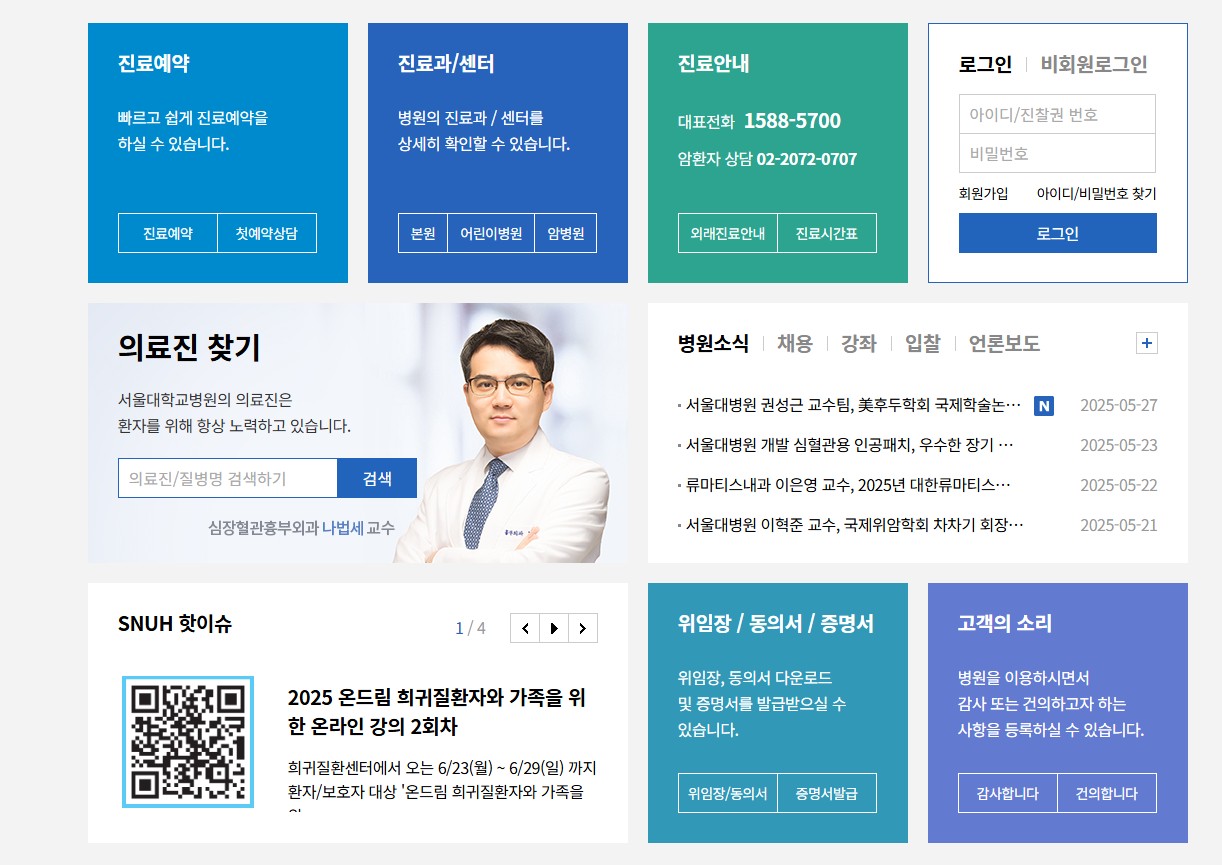 진료예약
빠르고 쉽게 진료예약을
하실 수 있습니다.
진료예약 첫예약상담
진료과/센터
병원의 진료과 / 센터를
상세히 확인할 수 있습니다.
본원 어린이병원 암병원
진료안내
대표전화 1588-5700
암환자 상담 02-2072-0707
외래진료안내 진료시간표
로그인 비회원로그인
아이디/진찰권 번호
비밀번호
회원가입 아이디/비밀번호 찾기
로그인
의료진 찾기
서울대학교병원의 의료진은
환자를 위해 항상 노력하고 있습니다.
의료진/질병명 검색하기 검색
심장혈관흉부외과 나법세 교수
병원소식 채용 강좌 입찰 언론보도 +
· 서울대병원 권성근 교수팀, 美후두학회 국제학술논… N 2025-05-27
· 서울대병원 개발 심혈관용 인공패치, 우수한 장기 … 2025-05-23
· 류마티스내과 이은영 교수, 2025년 대한류마티스… 2025-05-22
· 서울대병원 이혁준 교수, 국제위암학회 차차기 회장… 2025-05-21
SNUH 핫이슈 1 / 4
2025 온드림 희귀질환자와 가족을 위
한 온라인 강의 2회차
희귀질환센터에서 오는 6/23(월) ~ 6/29(일) 까지
환자/보호자 대상 '온드림 희귀질환자와 가족을
위임장 / 동의서 / 증명서
위임장, 동의서 다운로드
및 증명서를 발급받으실 수
있습니다.
위임장/동의서 증명서발급
고객의 소리
병원을 이용하시면서
감사 또는 건의하고자 하는
사항을 등록하실 수 있습니다.
감사합니다 건의합니다